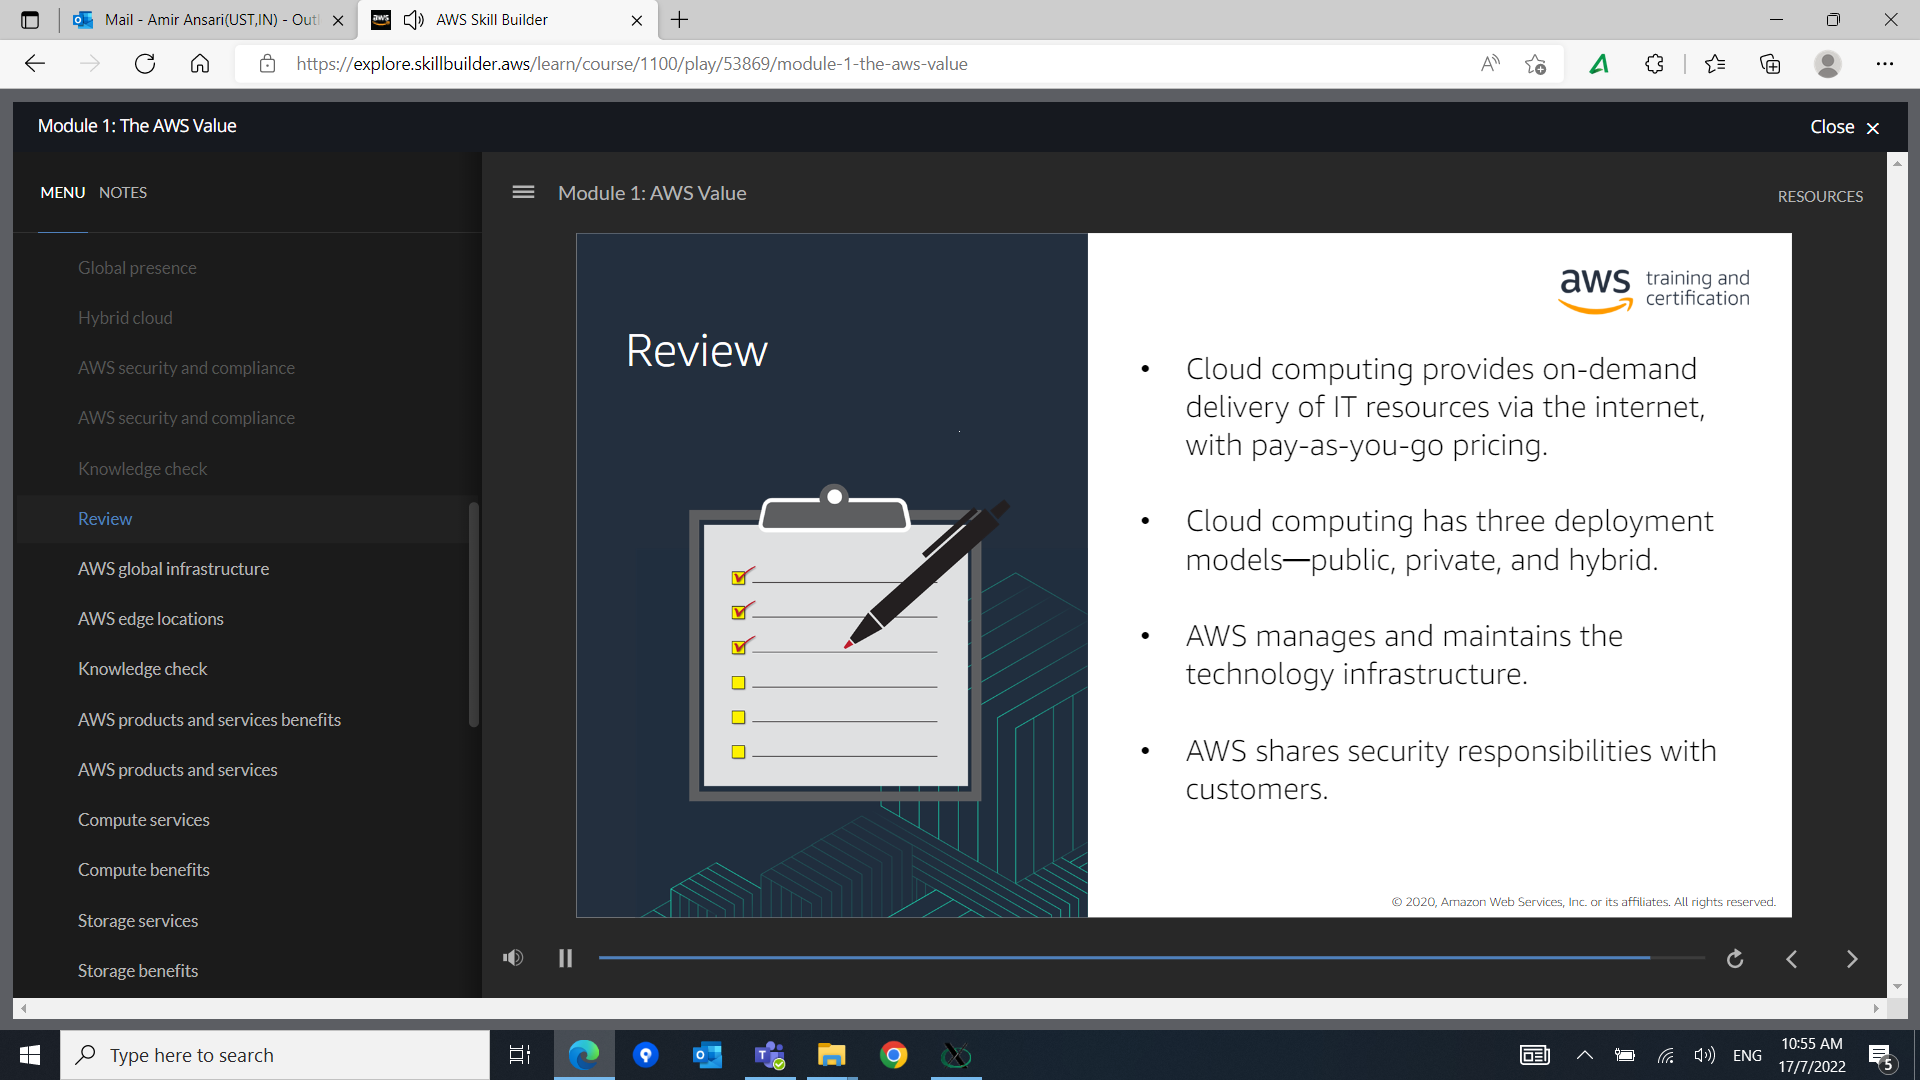 Mail - Amir Ansari(UST,IN) - Out
aws
AWS Skill Builder
https://explore.skillbuilder.aws/learn/course/1100/play/53869/module-1-the-aws-value
Module 1: The AWS Value
Close
MENU NOTES
Global presence
Hybrid cloud
AWS security and compliance
AWS security and compliance
Knowledge check
Review
AWS global infrastructure
AWS edge locations
Knowledge check
AWS products and services benefits
AWS products and services
Compute services
Compute benefits
Storage services
Storage benefits
Module 1: AWS Value
RESOURCES
Review
aws training and
certification
• Cloud computing provides on-demand
delivery of IT resources via the internet,
with pay-as-you-go pricing.
• Cloud computing has three deployment
models—public, private, and hybrid.
• AWS manages and maintains the
technology infrastructure.
• AWS shares security responsibilities with
customers.
© 2020, Amazon Web Services, Inc. or its affiliates. All rights reserved.
Type here to search
ENG
10:55 AM
17/7/2022
5